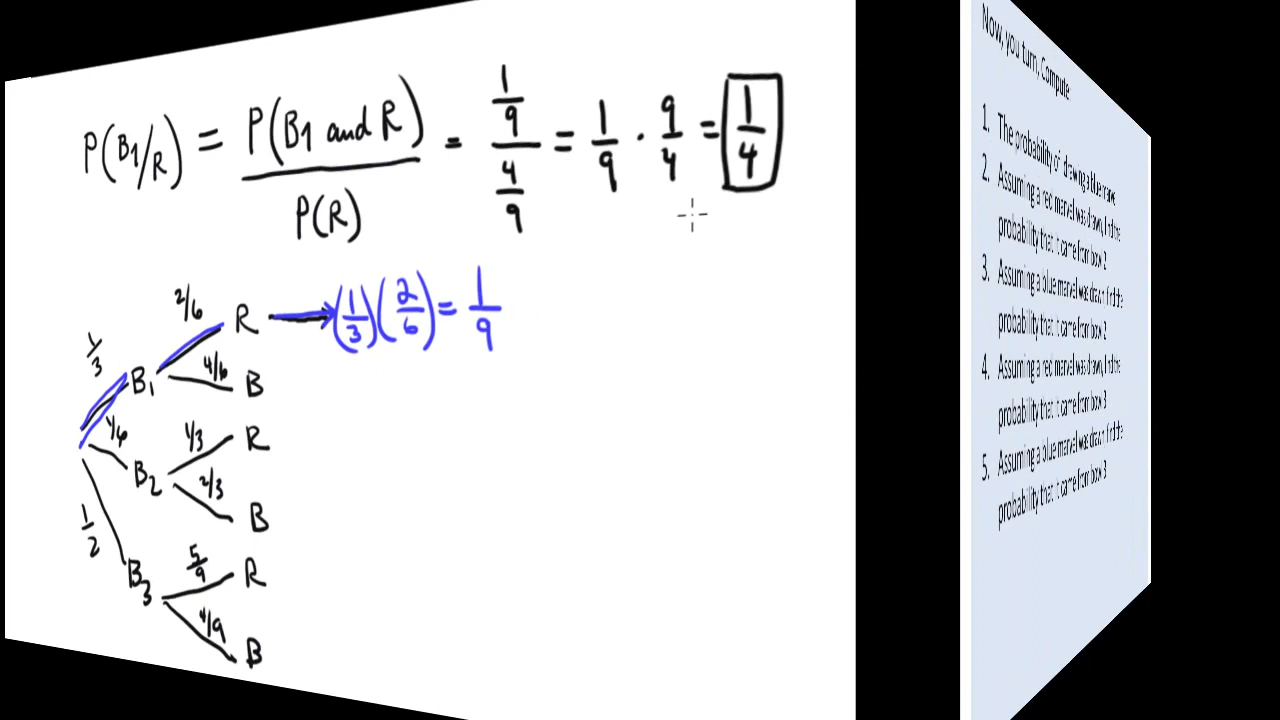 P(B1/R) = P(B1 and R) / P(R) = 1/9 / 4/9 = 1/9 · 9/4 = 1/4
2/6 R → (1/3)(2/6) = 1/9
1/3
B1 4/6 B
1/6 1/3 R
B2 2/3
B
1/2
5/9 R
B3
4/9 B
Now, you turn, Compute
1. The probability of drawing a blue marve
2. Assuming a red marvel was drawn, find the
probability that it came from bow 2
3. Assuming a blue marvel was drawn find the
probability that it came from bow 2
4. Assuming a red marvel was drawn, find the
probability that it came from bow 3
5. Assuming a blue marvel was drawn find the
probability that it came from bow 3